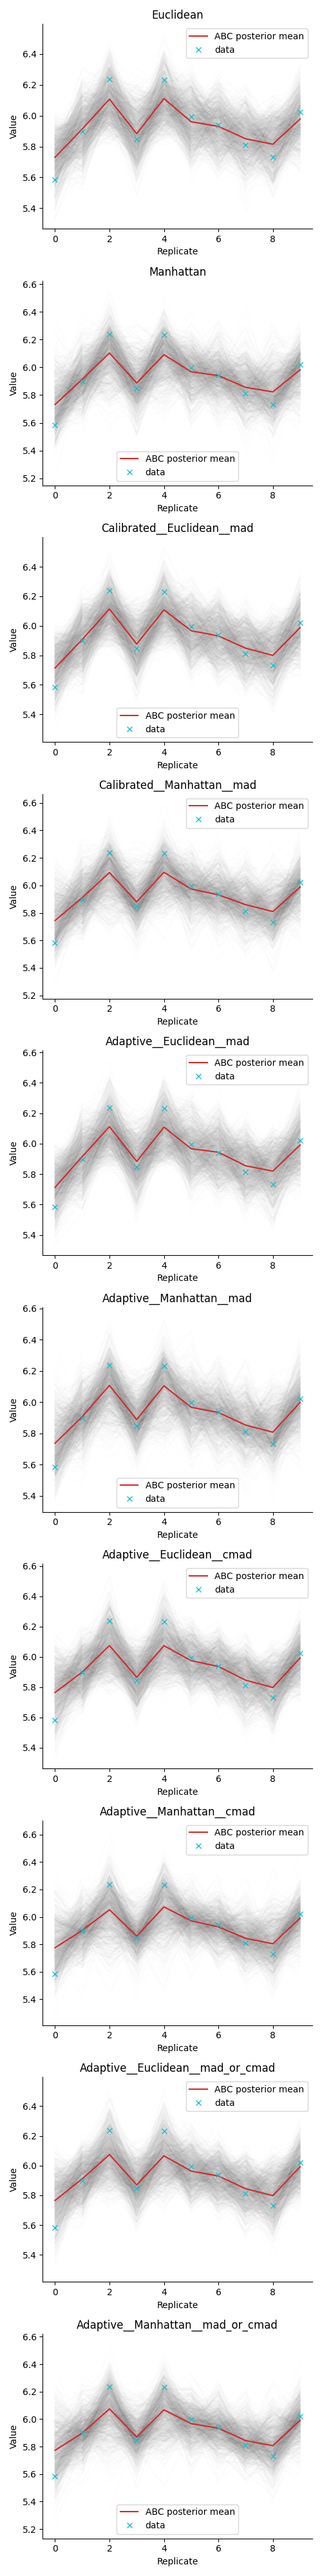 Euclidean
ABC posterior mean
data
6.4
6.2
6.0
5.8
5.6
5.4
Value
0 2 4 6 8
Replicate
Manhattan
6.6
6.4
6.2
6.0
5.8
5.6
5.4
5.2
Value
ABC posterior mean
data
0 2 4 6 8
Replicate
Calibrated__Euclidean__mad
6.4
6.2
6.0
5.8
5.6
5.4
Value
ABC posterior mean
data
0 2 4 6 8
Replicate
Calibrated__Manhattan__mad
ABC posterior mean
data
6.6
6.4
6.2
6.0
5.8
5.6
5.4
5.2
Value
0 2 4 6 8
Replicate
Adaptive__Euclidean__mad
ABC posterior mean
data
6.6
6.4
6.2
6.0
5.8
5.6
5.4
Value
0 2 4 6 8
Replicate
Adaptive__Manhattan__mad
6.6
6.4
6.2
6.0
5.8
5.6
5.4
Value
ABC posterior mean
data
0 2 4 6 8
Replicate
Adaptive__Euclidean__cmad
ABC posterior mean
data
6.6
6.4
6.2
6.0
5.8
5.6
5.4
Value
0 2 4 6 8
Replicate
Adaptive__Manhattan__cmad
ABC posterior mean
data
6.6
6.4
6.2
6.0
5.8
5.6
5.4
Value
0 2 4 6 8
Replicate
Adaptive__Euclidean__mad_or_cmad
ABC posterior mean
data
6.4
6.2
6.0
5.8
5.6
5.4
Value
0 2 4 6 8
Replicate
Adaptive__Manhattan__mad_or_cmad
6.6
6.4
6.2
6.0
5.8
5.6
5.4
5.2
Value
ABC posterior mean
data
0 2 4 6 8
Replicate